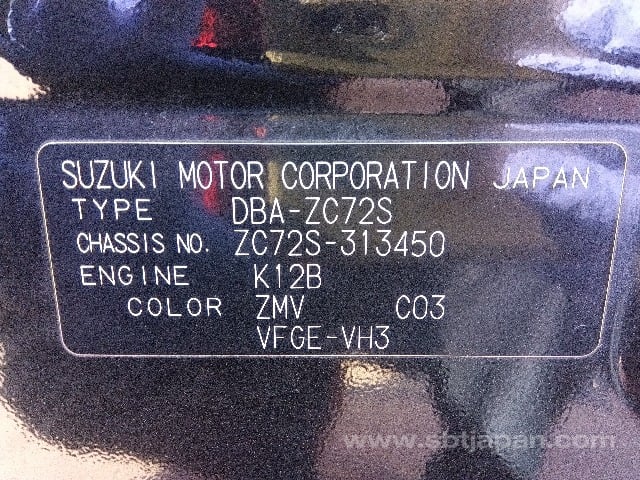 SUZUKI MOTOR CORPORATION JAPAN
TYPE DBA-ZC72S
CHASSIS NO. ZC72S-313450
ENGINE K12B
COLOR ZMV C03
VFGE-VH3
www.sbtjapan.com